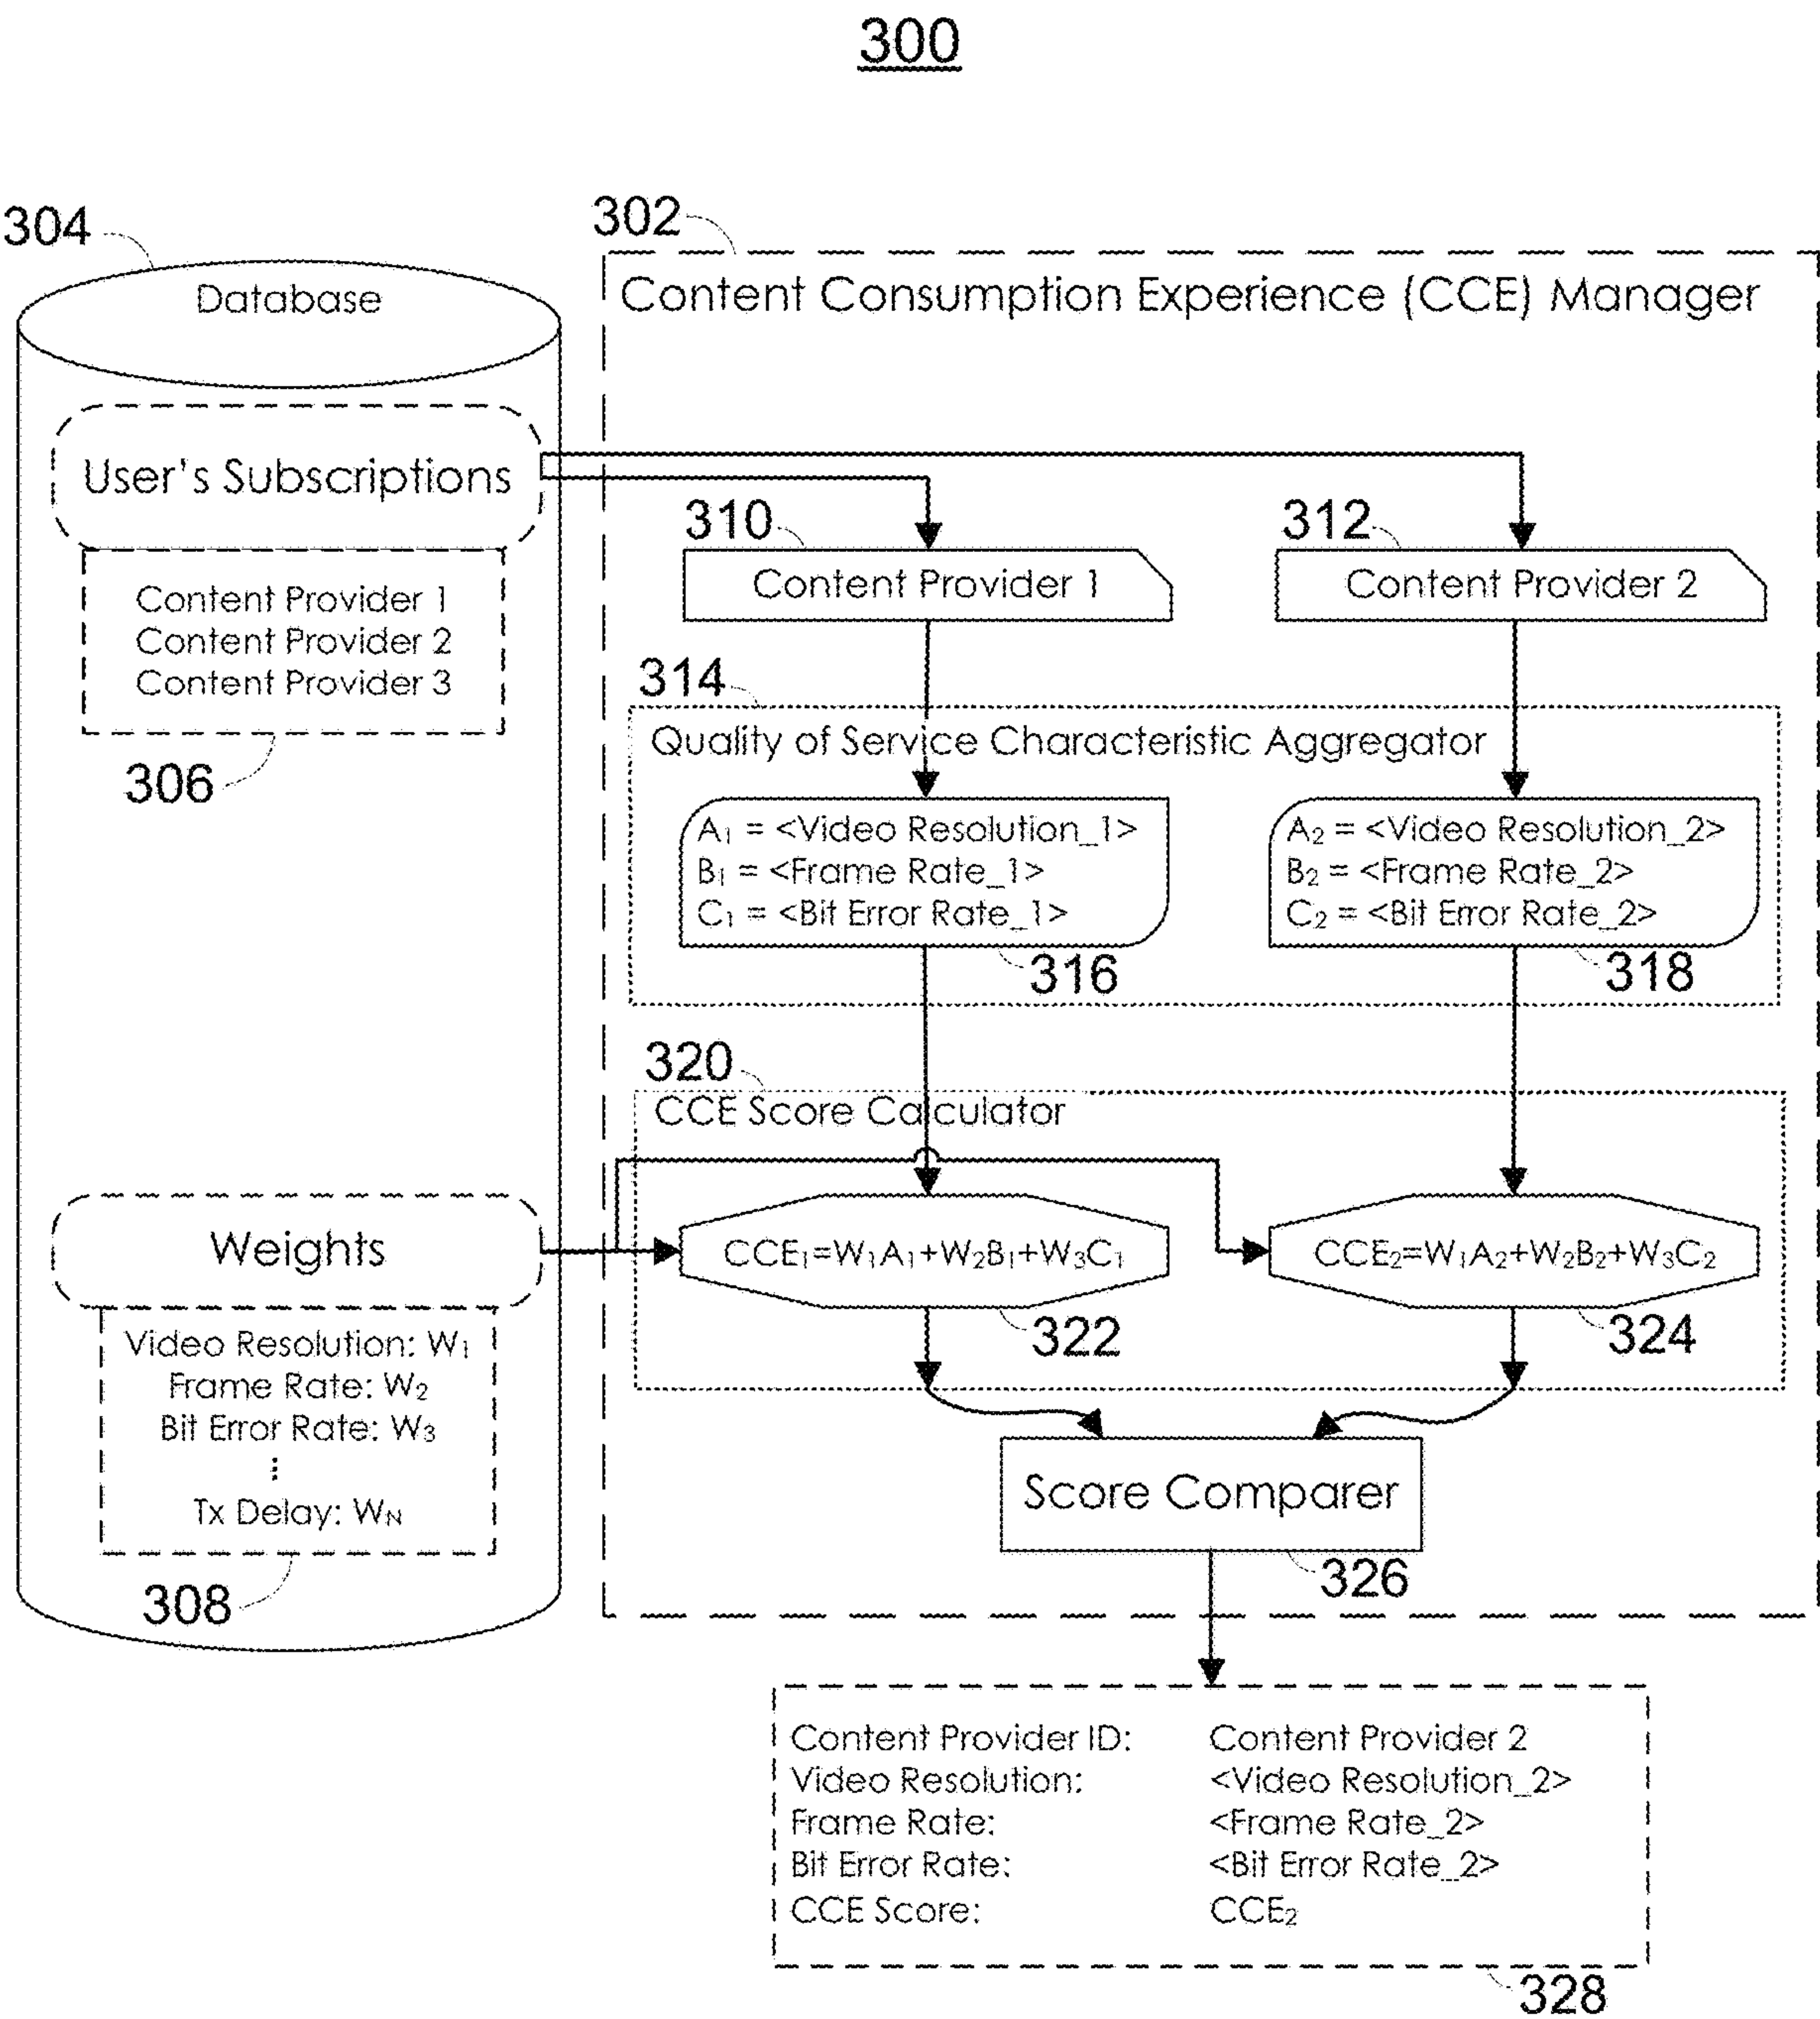 300
304
Database
User's Subscriptions
Content Provider 1
Content Provider 2
Content Provider 3
306
Weights
Video Resolution: W₁
Frame Rate: W₂
Bit Error Rate: W₃
⋮
Tx Delay: W_N
308
302
Content Consumption Experience (CCE) Manager
310
Content Provider 1
312
Content Provider 2
314
Quality of Service Characteristic Aggregator
A₁ = <Video Resolution_1>
B₁ = <Frame Rate_1>
C₁ = <Bit Error Rate_1>
316
A₂ = <Video Resolution_2>
B₂ = <Frame Rate_2>
C₂ = <Bit Error Rate_2>
318
320
CCE Score Calculator
CCE₁=W₁A₁+W₂B₁+W₃C₁
322
CCE₂=W₁A₂+W₂B₂+W₃C₂
324
Score Comparer
326
Content Provider ID: Content Provider 2
Video Resolution: <Video Resolution_2>
Frame Rate: <Frame Rate_2>
Bit Error Rate: <Bit Error Rate_2>
CCE Score: CCE₂
328